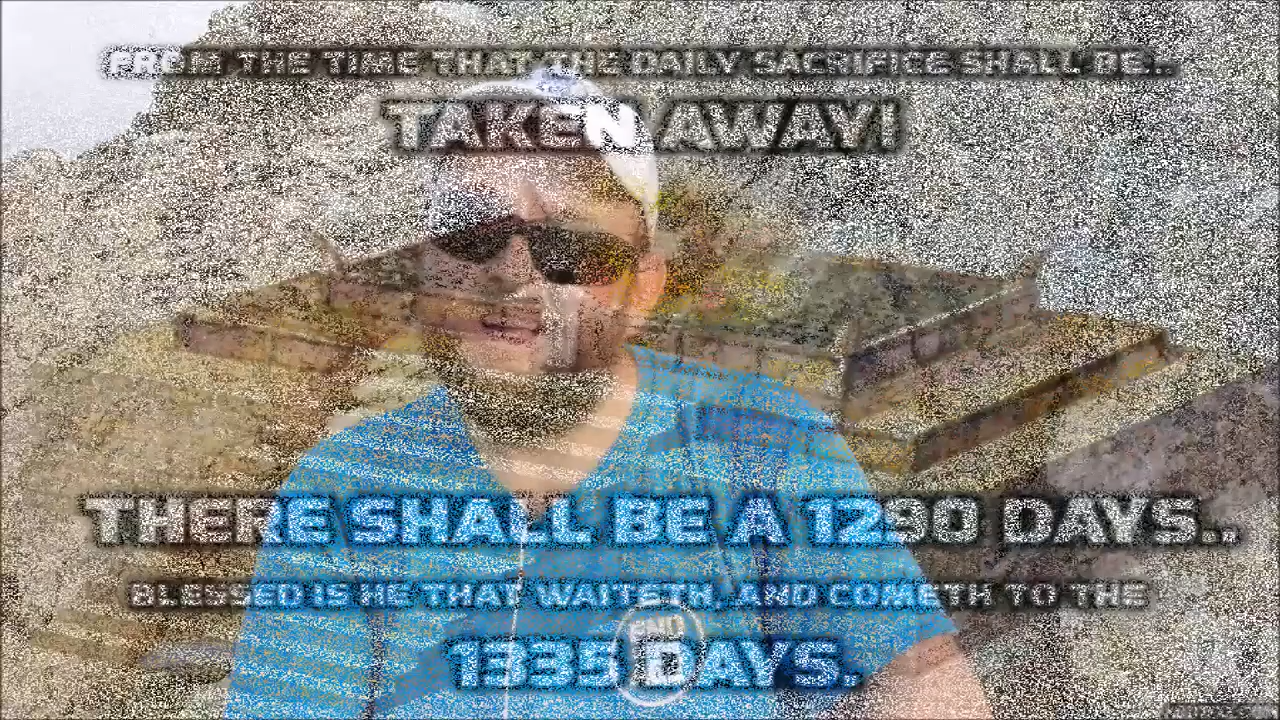 FROM THE TIME THAT THE DAILY SACRIFICE SHALL BE..
TAKEN AWAY!
THERE SHALL BE A 1290 DAYS..
BLESSED IS HE THAT WAITETH, AND COMETH TO THE
1335 DAYS.